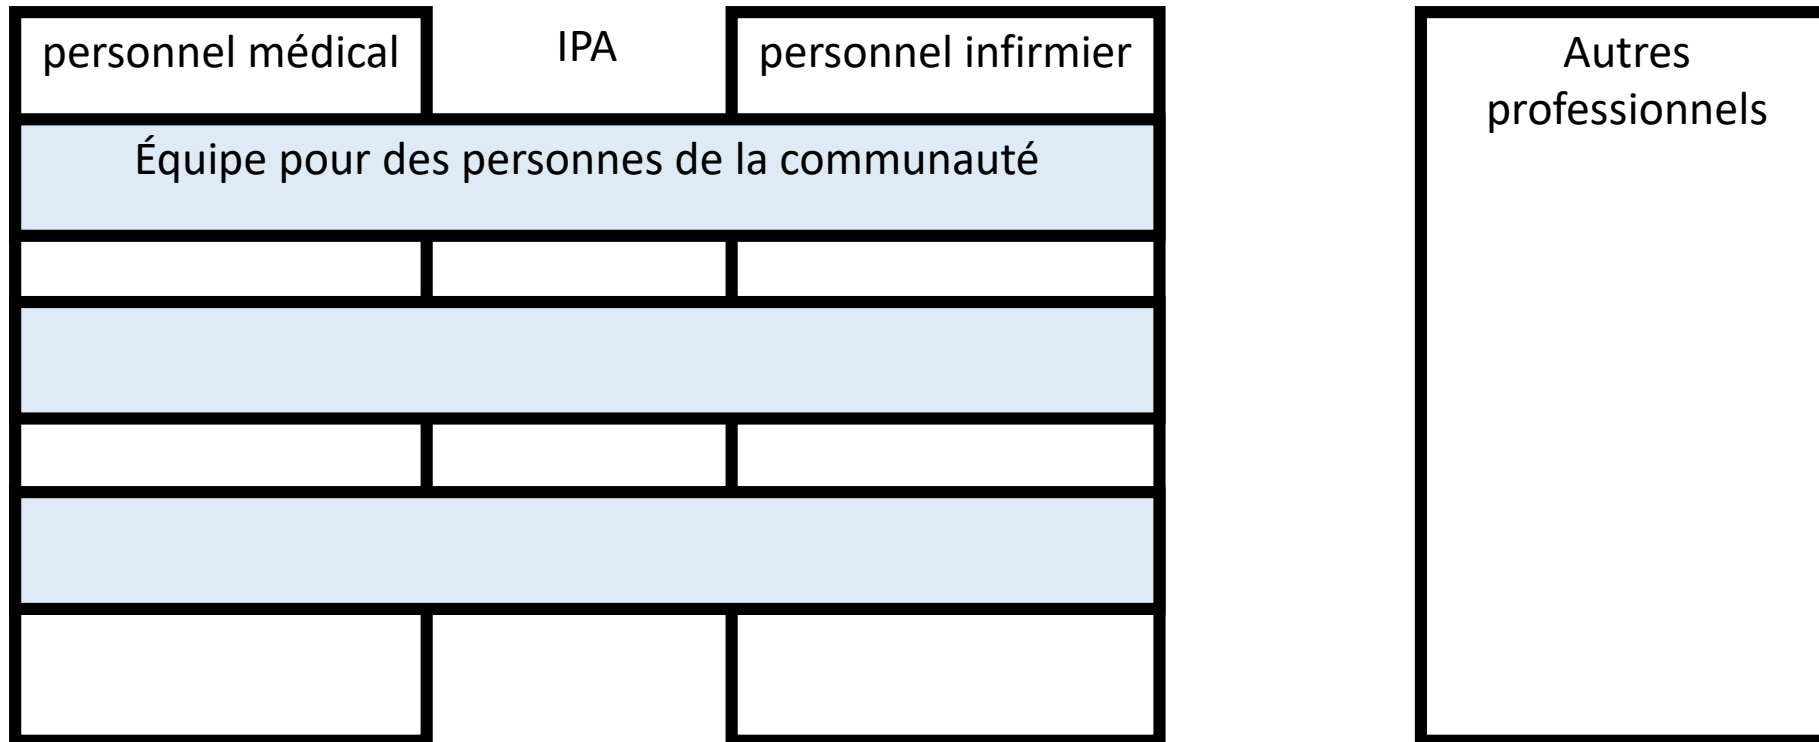 personnel médical
IPA
personnel infirmier
Autres
professionnels
Équipe pour des personnes de la communauté